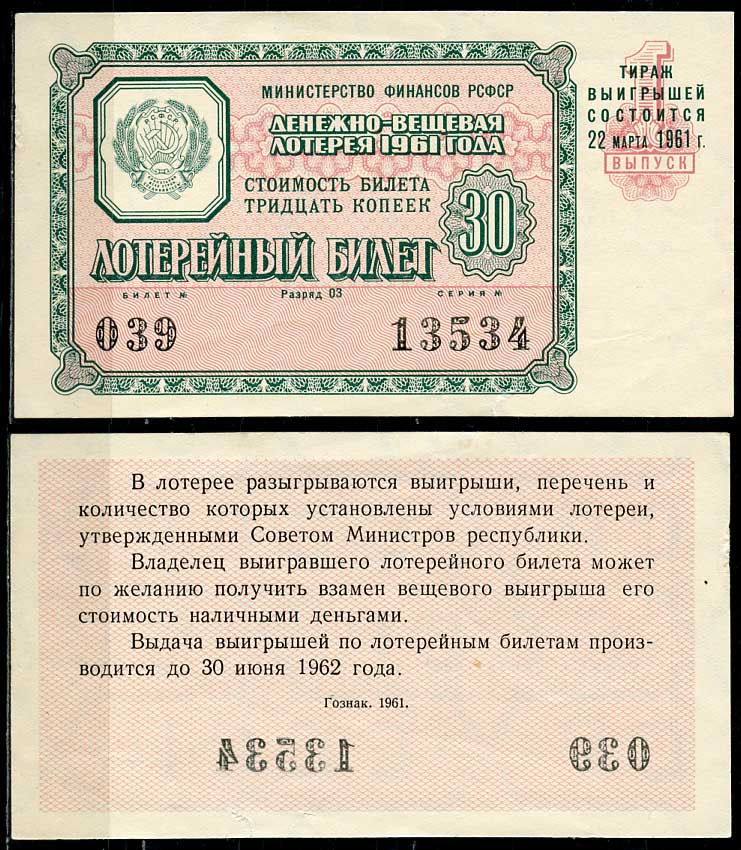 МИНИСТЕРСТВО ФИНАНСОВ РСФСР
ДЕНЕЖНО-ВЕЩЕВАЯ
ЛОТЕРЕЯ 1961 ГОДА
СТОИМОСТЬ БИЛЕТА
ТРИДЦАТЬ КОПЕЕК
30
ЛОТЕРЕЙНЫЙ БИЛЕТ
БИЛЕТ № Разряд 03 СЕРИЯ №
039 13534
РСФСР
1
ТИРАЖ
ВЫИГРЫШЕЙ
СОСТОИТСЯ
22 МАРТА 1961 г.
ВЫПУСК
В лотерее разыгрываются выигрыши, перечень и
количество которых установлены условиями лотереи,
утвержденными Советом Министров республики.
Владелец выигравшего лотерейного билета может
по желанию получить взамен вещевого выигрыша его
стоимость наличными деньгами.
Выдача выигрышей по лотерейным билетам произ-
водится до 30 июня 1962 года.
Гознак. 1961.
13534 039